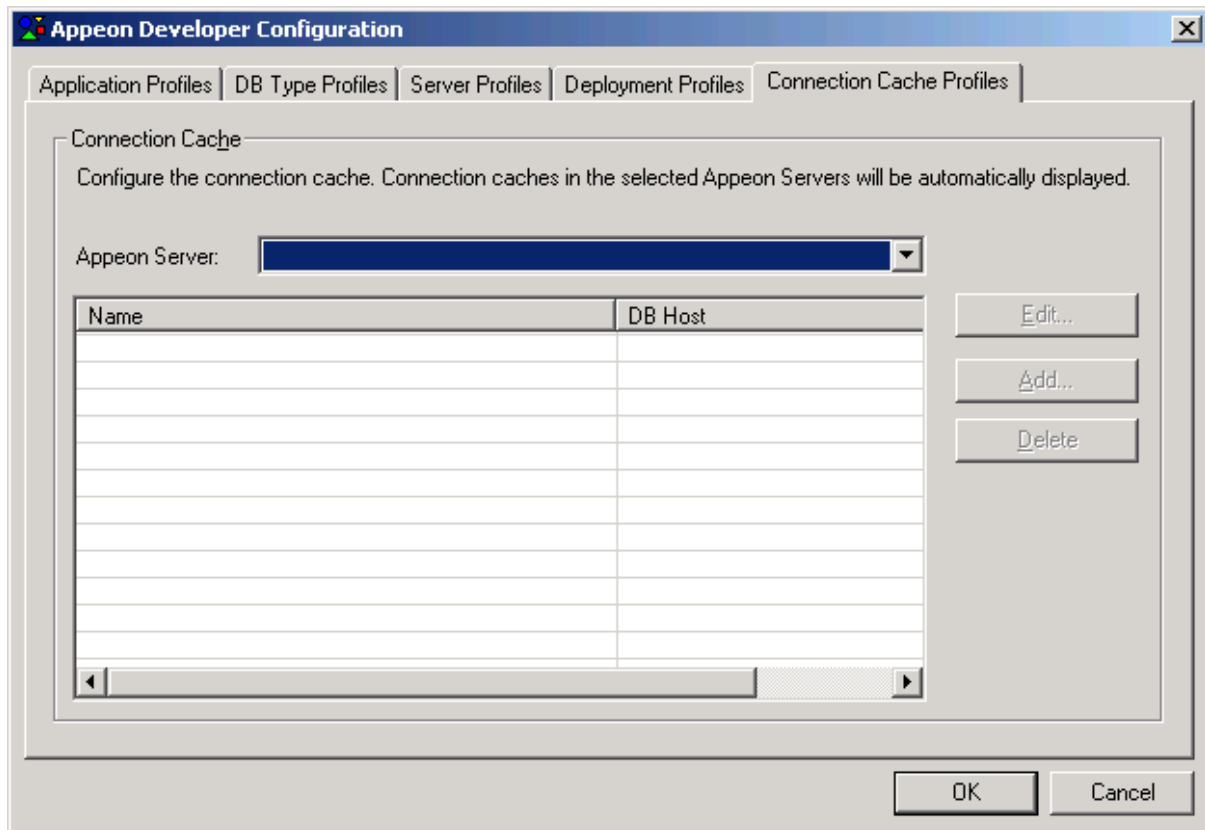 Appeon Developer Configuration
Application Profiles DB Type Profiles Server Profiles Deployment Profiles Connection Cache Profiles
Connection Cache
Configure the connection cache. Connection caches in the selected Appeon Servers will be automatically displayed.
Appeon Server:
Name DB Host
Edit...
Add...
Delete
OK Cancel